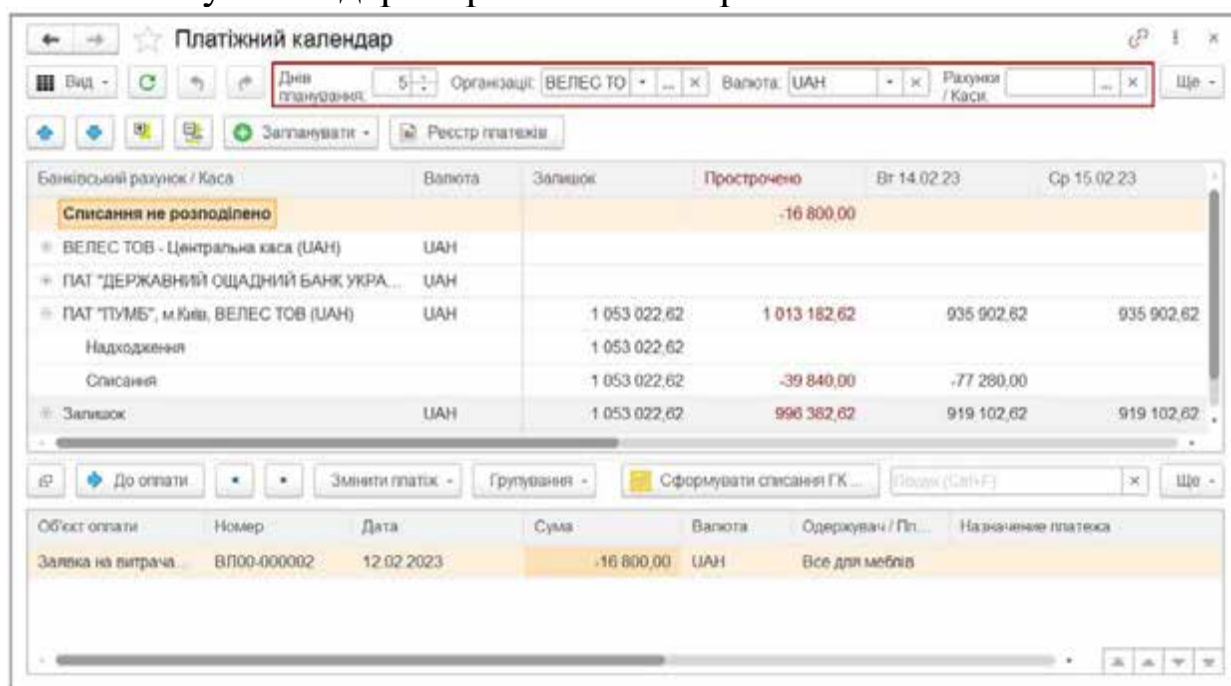 Платіжний календар
Вид Днів планування: 5 Організації: ВЕЛЕС ТО Валюта: UAH Рахунки / Каси: Ще
Запланувати Реєстр платежів
Банківський рахунок / Каса Валюта Залишок Прострочено Вт 14.02.23 Ср 15.02.23
Списання не розподілено -16 800,00
ВЕЛЕС ТОВ - Центральна каса (UAH) UAH
ПАТ "ДЕРЖАВНИЙ ОЩАДНИЙ БАНК УКРА... UAH
ПАТ "ПУМБ", м.Київ, ВЕЛЕС ТОВ (UAH) UAH 1 053 022,62 1 013 182,62 935 902,62 935 902,62
Надходження 1 053 022,62
Списання 1 053 022,62 -39 840,00 -77 280,00
Залишок UAH 1 053 022,62 996 382,62 919 102,62 919 102,62
До оплати Змінити платіж Групування Сформувати списання ГК ... Пошук (Ctrl+F) Ще
Об'єкт оплати Номер Дата Сума Валюта Одержувач / Пл... Назначение платежа
Заявка на витрача... ВЛ00-000002 12.02.2023 -16 800,00 UAH Все для меблів